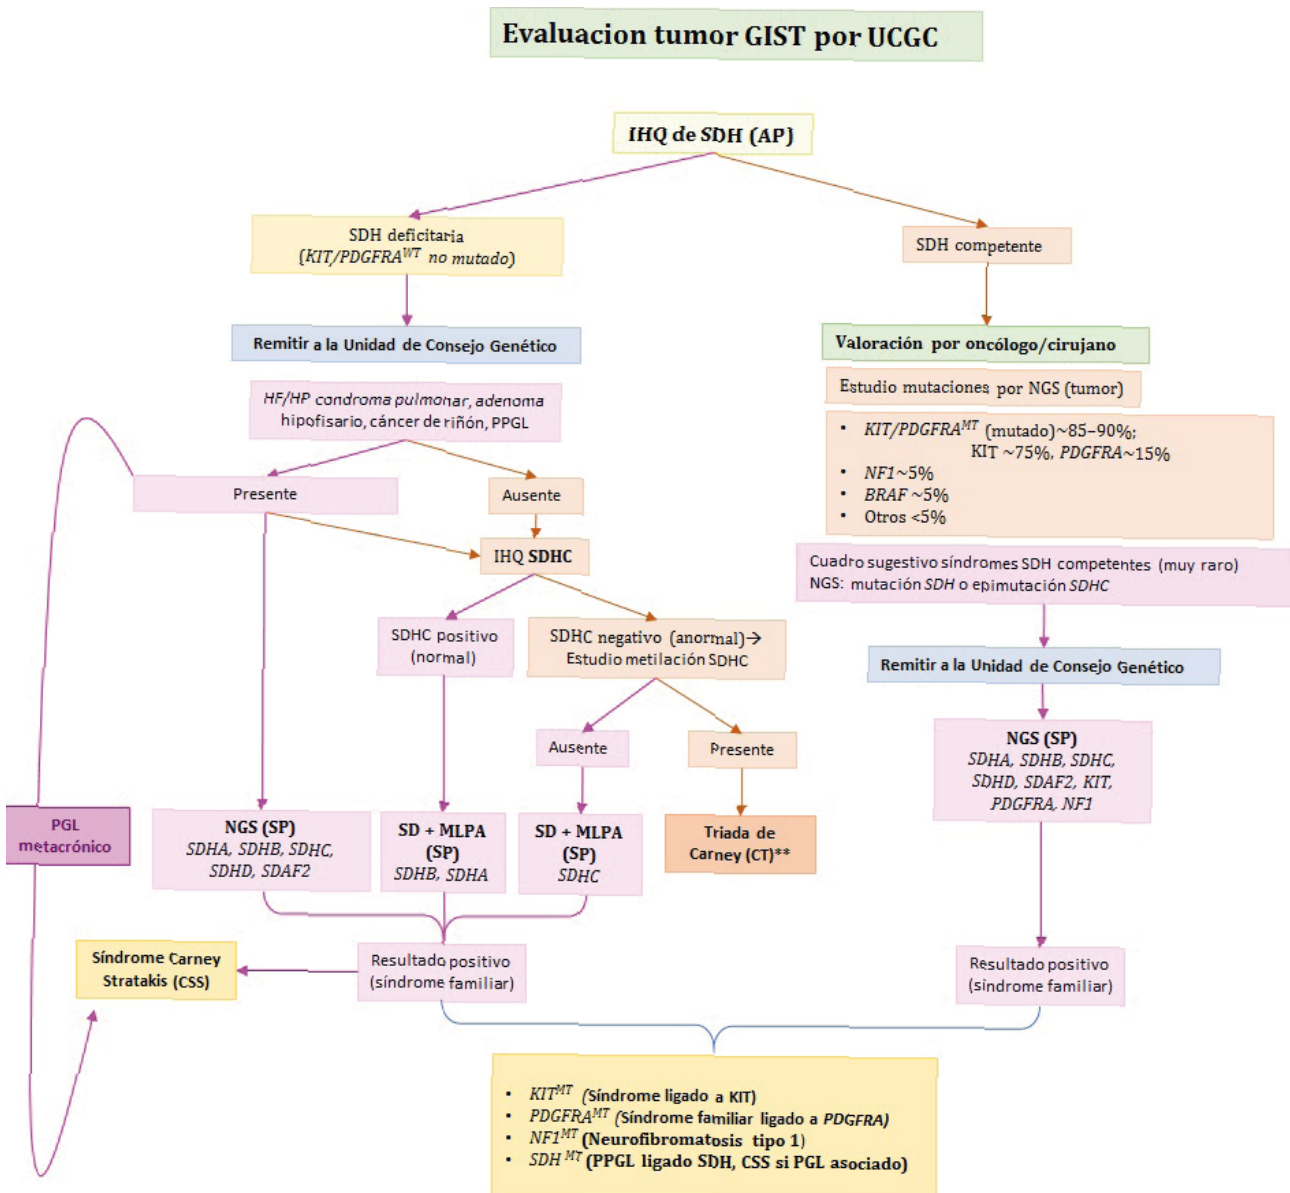 Evaluacion tumor GIST por UCGC
IHQ de SDH (AP)
SDH deficitaria
(KIT/PDGFRA^WT no mutado)
SDH competente
Remitir a la Unidad de Consejo Genético
Valoración por oncólogo/cirujano
HF/HP condroma pulmonar, adenoma
hipofisario, cáncer de riñón, PPGL
Estudio mutaciones por NGS (tumor)
• KIT/PDGFRA^MT (mutado)~85–90%;
KIT ~75%, PDGFRA~15%
• NF1~5%
• BRAF ~5%
• Otros <5%
Presente
Ausente
IHQ SDHC
Cuadro sugestivo síndromes SDH competentes (muy raro)
NGS: mutación SDH o epimutación SDHC
SDHC positivo
(normal)
SDHC negativo (anormal)→
Estudio metilación SDHC
Remitir a la Unidad de Consejo Genético
Ausente
Presente
NGS (SP)
SDHA, SDHB, SDHC,
SDHD, SDAF2, KIT,
PDGFRA, NF1
PGL
metacrónico
NGS (SP)
SDHA, SDHB, SDHC,
SDHD, SDAF2
SD + MLPA
(SP)
SDHB, SDHA
SD + MLPA
(SP)
SDHC
Triada de
Carney (CT)**
Síndrome Carney
Stratakis (CSS)
Resultado positivo
(síndrome familiar)
Resultado positivo
(síndrome familiar)
• KIT^MT (Síndrome ligado a KIT)
• PDGFRA^MT (Síndrome familiar ligado a PDGFRA)
• NF1^MT (Neurofibromatosis tipo 1)
• SDH ^MT (PPGL ligado SDH, CSS si PGL asociado)